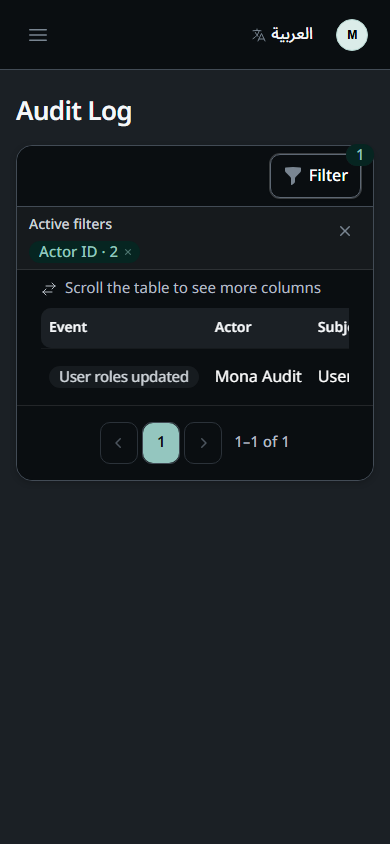 العربية
M
Audit Log
1
Filter
Active filters
Actor ID · 2 ×
Scroll the table to see more columns
Event Actor
User roles updated Mona Audit User
1 1–1 of 1